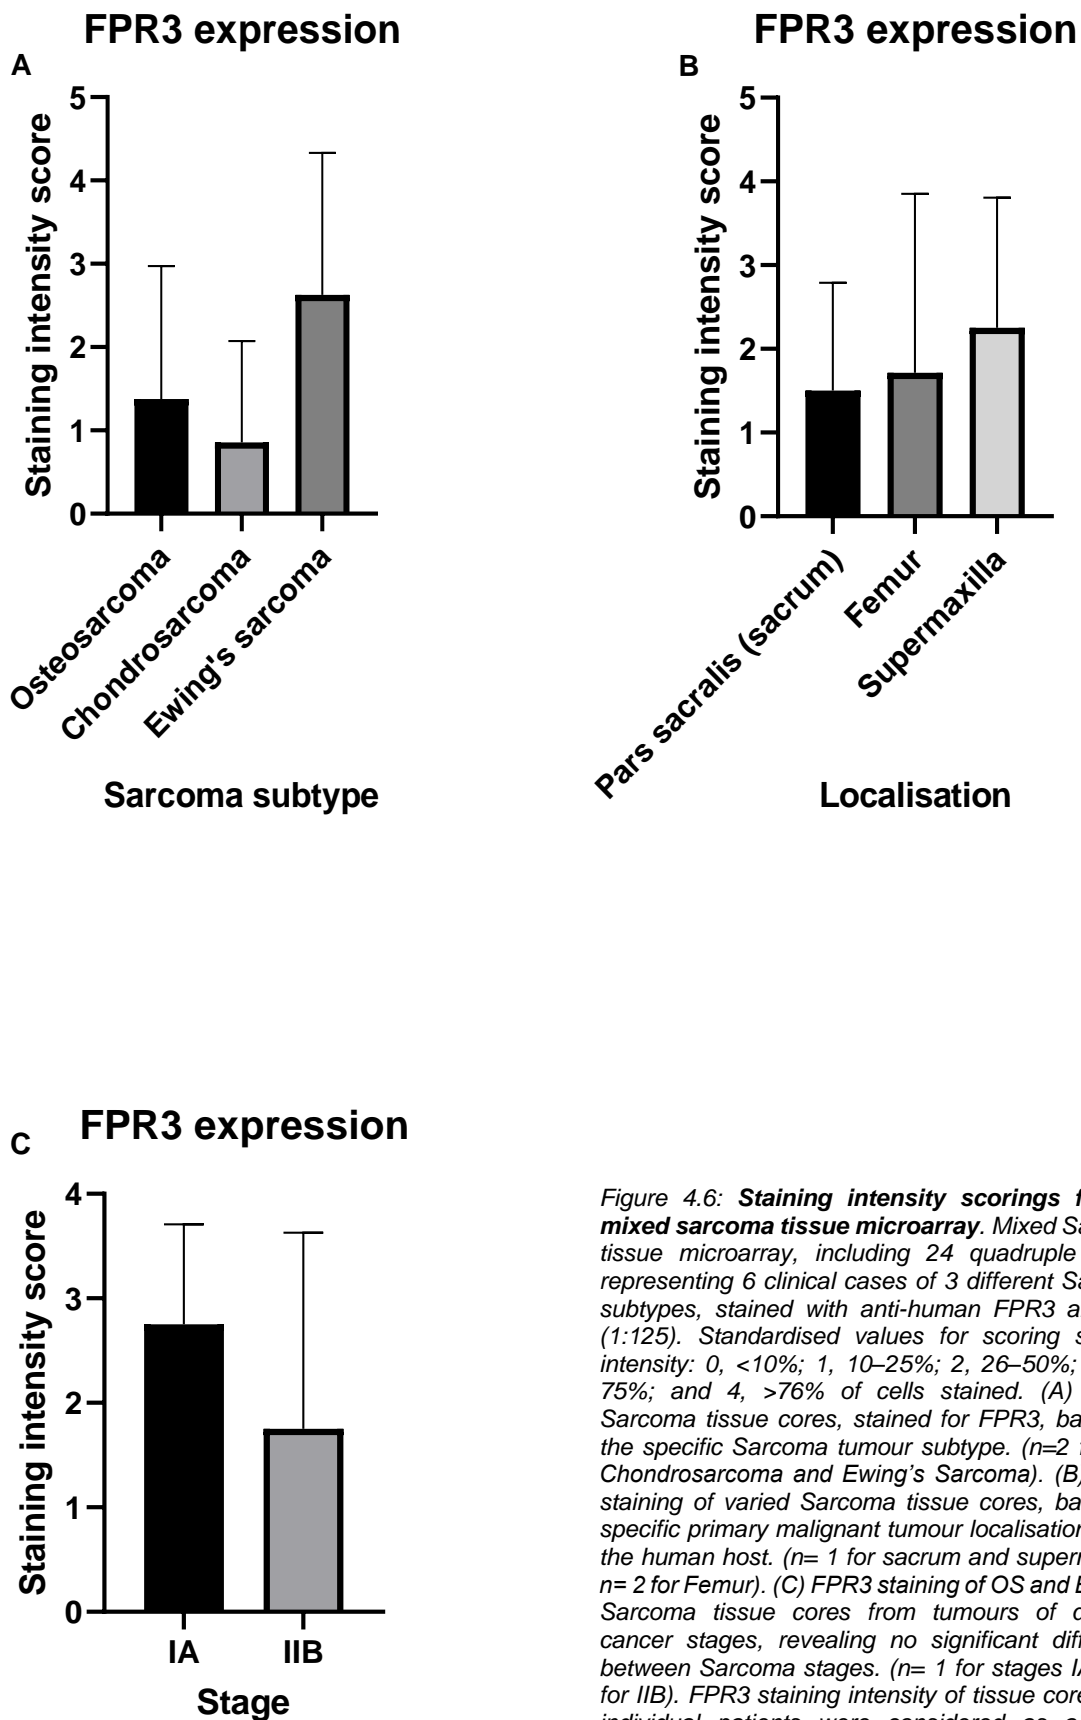 FPR3 expression
A
Staining intensity score
5
4
3
2
1
0
Osteosarcoma
Chondrosarcoma
Ewing's sarcoma
Sarcoma subtype
FPR3 expression
B
Staining intensity score
5
4
3
2
1
0
Pars sacralis (sacrum)
Femur
Supermaxilla
Localisation
FPR3 expression
C
Staining intensity score
4
3
2
1
0
IA
IIB
Stage
Figure 4.6: Staining intensity scorings
mixed sarcoma tissue microarray. Mixed
tissue microarray, including 24 quadruple
representing 6 clinical cases of 3 different
subtypes, stained with anti-human FPR3
(1:125). Standardised values for scoring
intensity: 0, <10%; 1, 10–25%; 2, 26–50%;
75%; and 4, >76% of cells stained. (A)
Sarcoma tissue cores, stained for FPR3,
the specific Sarcoma tumour subtype. (n=2
Chondrosarcoma and Ewing's Sarcoma). (B)
staining of varied Sarcoma tissue cores,
specific primary malignant tumour localisation
the human host. (n= 1 for sacrum and
n= 2 for Femur). (C) FPR3 staining of OS and
Sarcoma tissue cores from tumours of
cancer stages, revealing no significant
between Sarcoma stages. (n= 1 for stages
for IIB). FPR3 staining intensity of tissue
individual patients were considered as